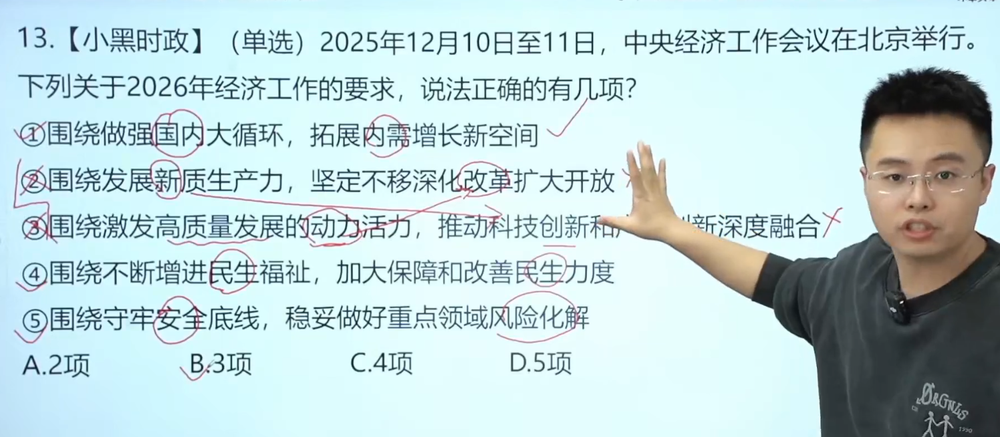 13.【小黑时政】（单选）2025年12月10日至11日，中央经济工作会议在北京举行。
下列关于2026年经济工作的要求，说法正确的有几项？
①围绕做强国内大循环，拓展内需增长新空间
②围绕发展新质生产力，坚定不移深化改革扩大开放
③围绕激发高质量发展的动力活力，推动科技创新和 新深度融合
④围绕不断增进民生福祉，加大保障和改善民生力度
⑤围绕守牢安全底线，稳妥做好重点领域风险化解
A.2项 B.3项 C.4项 D.5项
ØRGNLS
1990